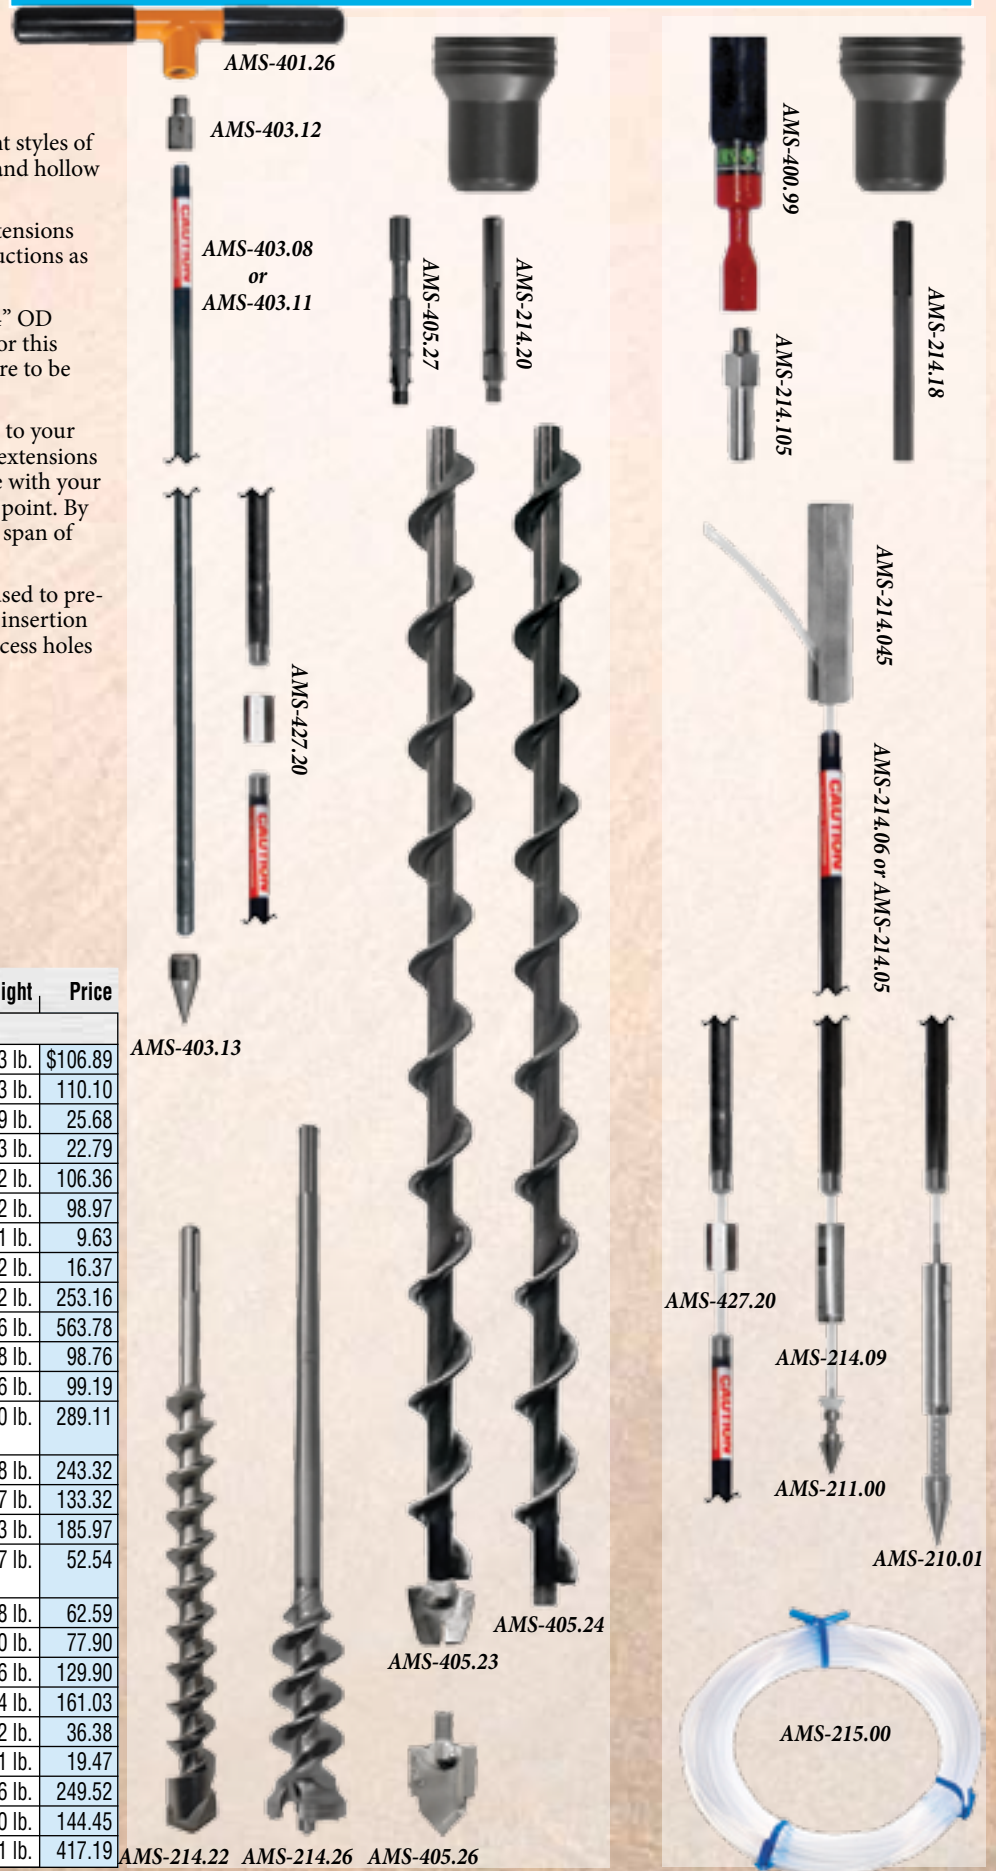 AMS-401.26
AMS-403.12
AMS-403.08
or
AMS-403.11
CAUTION
AMS-427.20
CAUTION
AMS-403.13
AMS-405.27
AMS-214.20
AMS-405.23
AMS-405.24
AMS-214.22
AMS-214.26
AMS-405.26
AMS-400.99
AMS-214.18
AMS-214.105
AMS-214.045
AMS-214.06 or AMS-214.05
CAUTION
AMS-427.20
CAUTION
AMS-214.09
AMS-211.00
AMS-210.01
AMS-215.00
t styles of
and hollow
tensions
uctions as
” OD
or this
re to be
to your
extensions
e with your
point. By
span of
sed to pre-
insertion
cess holes
ight Price
3 lb. $106.89
3 lb. 110.10
9 lb. 25.68
3 lb. 22.79
2 lb. 106.36
2 lb. 98.97
1 lb. 9.63
2 lb. 16.37
2 lb. 253.16
6 lb. 563.78
8 lb. 98.76
6 lb. 99.19
0 lb. 289.11
8 lb. 243.32
7 lb. 133.32
3 lb. 185.97
7 lb. 52.54
8 lb. 62.59
0 lb. 77.90
6 lb. 129.90
4 lb. 161.03
2 lb. 36.38
1 lb. 19.47
6 lb. 249.52
0 lb. 144.45
1 lb. 417.19